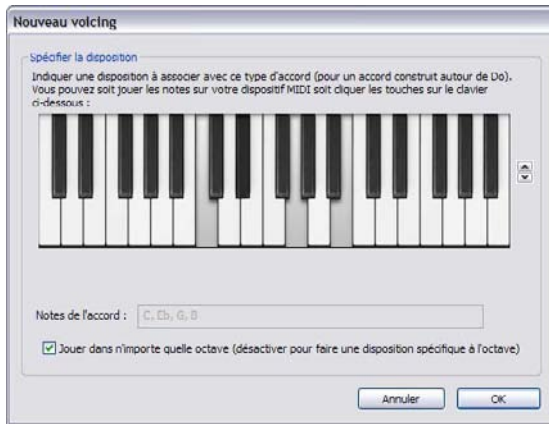 Nouveau voicing
Spécifier la disposition
Indiquer une disposition à associer avec ce type d'accord (pour un accord construit autour de Do).
Vous pouvez soit jouer les notes sur votre dispositif MIDI soit cliquer les touches sur le clavier
ci-dessous :
Notes de l'accord : C, Eb, G, B
Jouer dans n'importe quelle octave (désactiver pour faire une disposition spécifique à l'octave)
Annuler OK